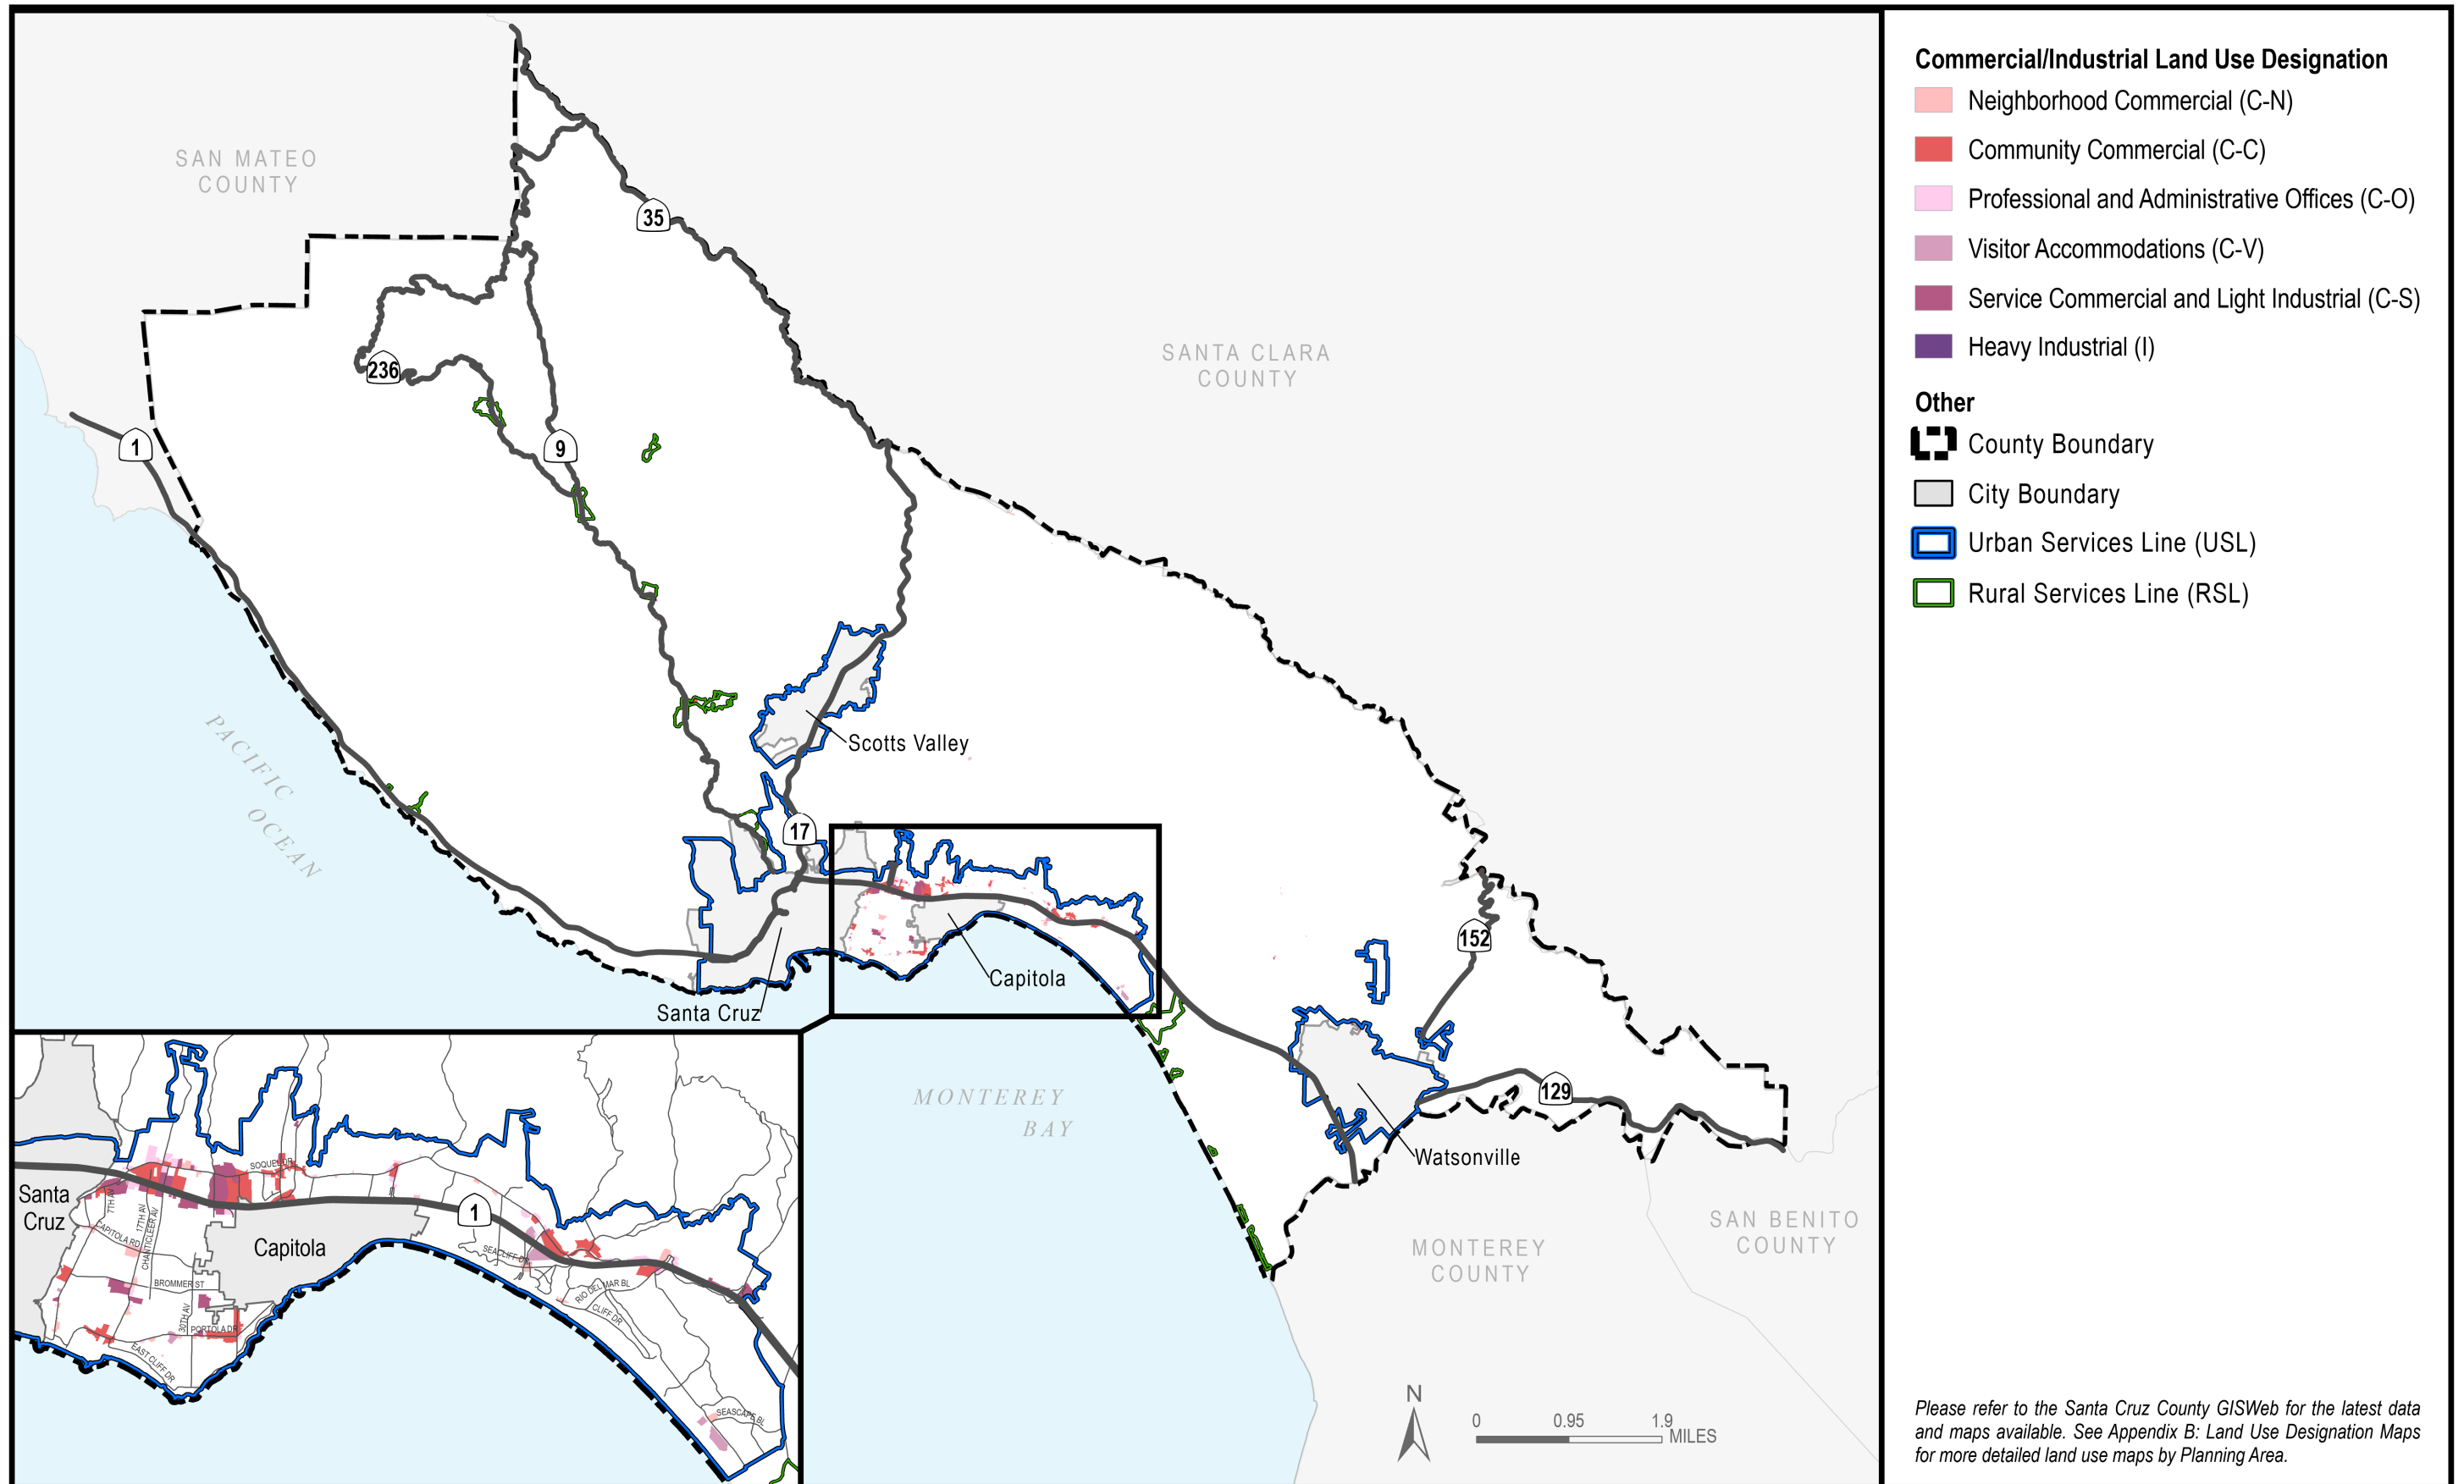 SAN MATEO
COUNTY
35
SANTA CLARA
COUNTY
236
1
9
PACIFIC
OCEAN
Scotts Valley
17
152
Capitola
Santa Cruz
MONTEREY
BAY
129
Watsonville
SAN BENITO
COUNTY
MONTEREY
COUNTY
N
0 0.95 1.9
MILES
SOQUEL DR
Santa
Cruz
7TH AV
17TH AV
CHANTICLEER AV
CAPITOLA RD
1
Capitola
SEACLIFF DR
BROMMER ST
RIO DEL MAR BL
CLIFF DR
30TH AV
PORTOLA DR
EAST CLIFF DR
SEASCAPE BL
Commercial/Industrial Land Use Designation
Neighborhood Commercial (C-N)
Community Commercial (C-C)
Professional and Administrative Offices (C-O)
Visitor Accommodations (C-V)
Service Commercial and Light Industrial (C-S)
Heavy Industrial (I)
Other
County Boundary
City Boundary
Urban Services Line (USL)
Rural Services Line (RSL)
Please refer to the Santa Cruz County GISWeb for the latest data
and maps available. See Appendix B: Land Use Designation Maps
for more detailed land use maps by Planning Area.